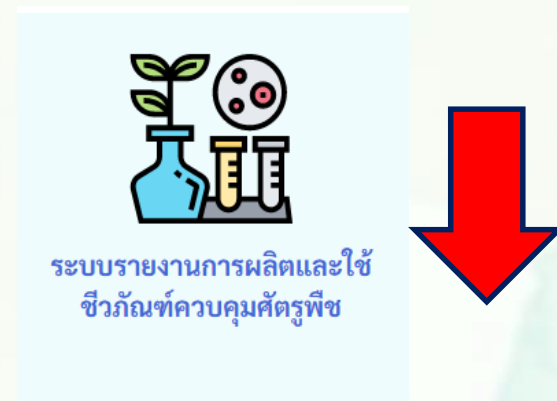 ระบบรายงานการผลิตและใช้
ชีวภัณฑ์ควบคุมศัตรูพืช